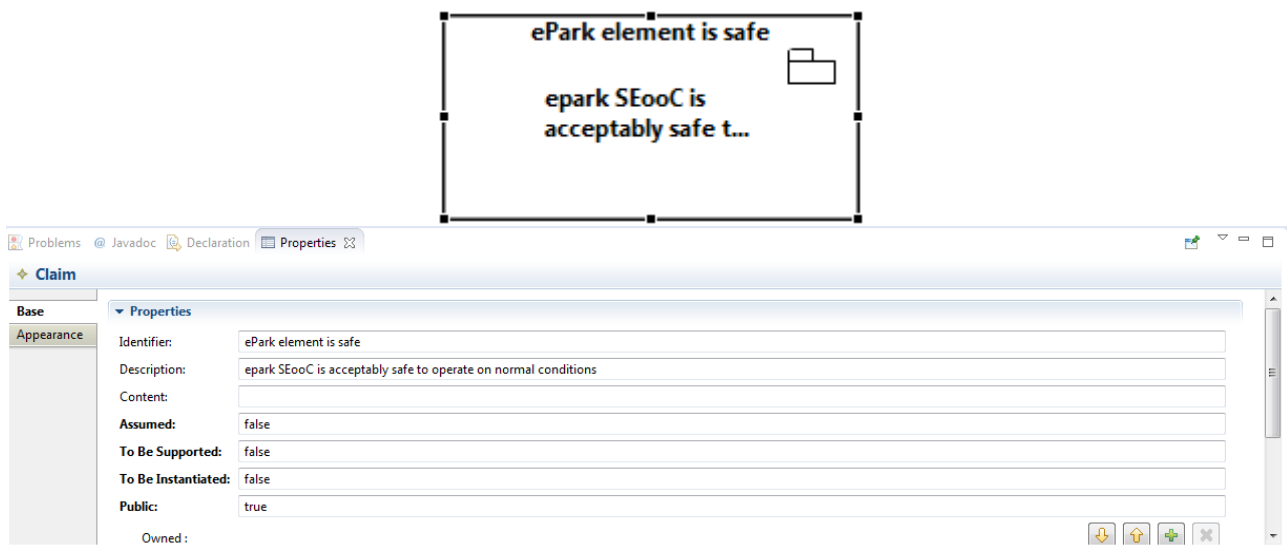 ePark element is safe
epark SEooC is
acceptably safe t...
Problems @ Javadoc Declaration Properties
Claim
Base
Properties
Appearance
Identifier: ePark element is safe
Description: epark SEooC is acceptably safe to operate on normal conditions
Content:
Assumed: false
To Be Supported: false
To Be Instantiated: false
Public: true
Owned :